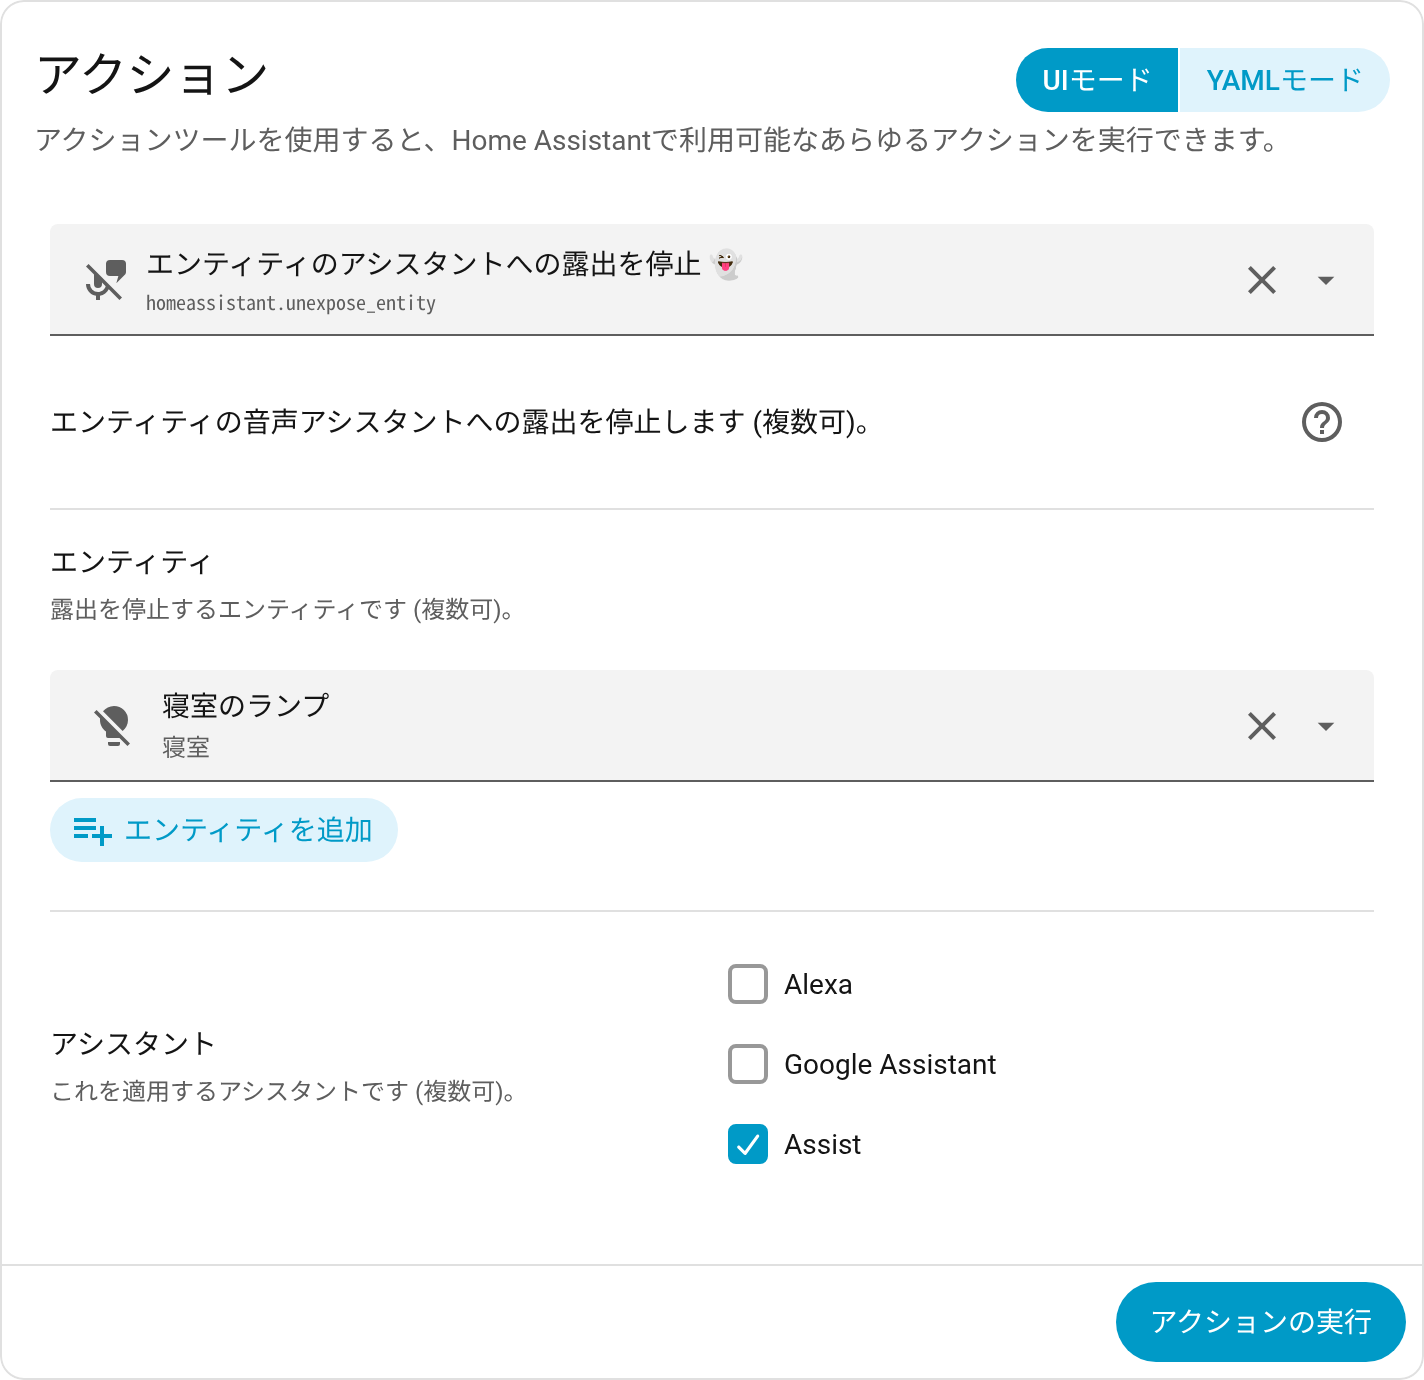 アクション
UIモード
YAMLモード
アクションツールを使用すると、Home Assistantで利用可能なあらゆるアクションを実行できます。
エンティティのアシスタントへの露出を停止 👻
homeassistant.unexpose_entity
エンティティの音声アシスタントへの露出を停止します (複数可)。
エンティティ
露出を停止するエンティティです (複数可)。
寝室のランプ
寝室
エンティティを追加
アシスタント
これを適用するアシスタントです (複数可)。
Alexa
Google Assistant
Assist
アクションの実行